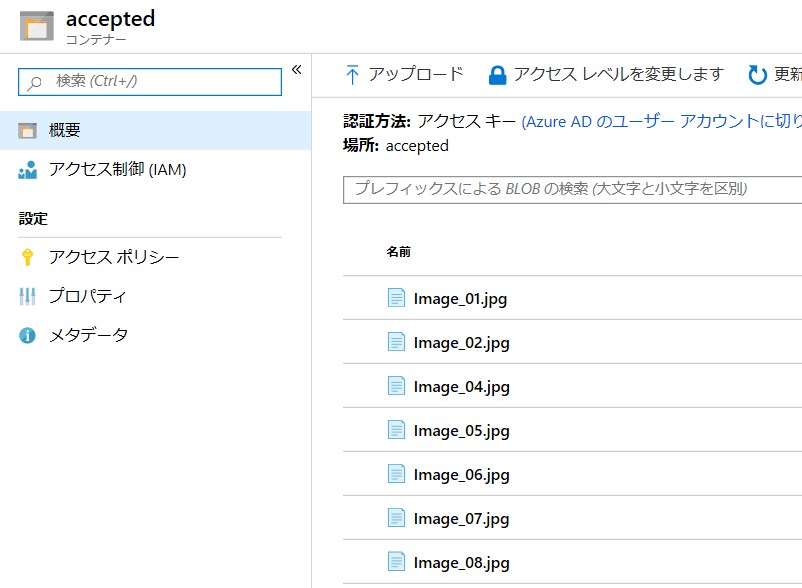 accepted
コンテナー
検索 (Ctrl+/)
«
概要
アクセス制御 (IAM)
設定
アクセス ポリシー
プロパティ
メタデータ
アップロード アクセス レベルを変更します 更新
認証方法: アクセス キー (Azure AD のユーザー アカウントに切り
場所: accepted
プレフィックスによる BLOB の検索 (大文字と小文字を区別)
名前
Image_01.jpg
Image_02.jpg
Image_04.jpg
Image_05.jpg
Image_06.jpg
Image_07.jpg
Image_08.jpg